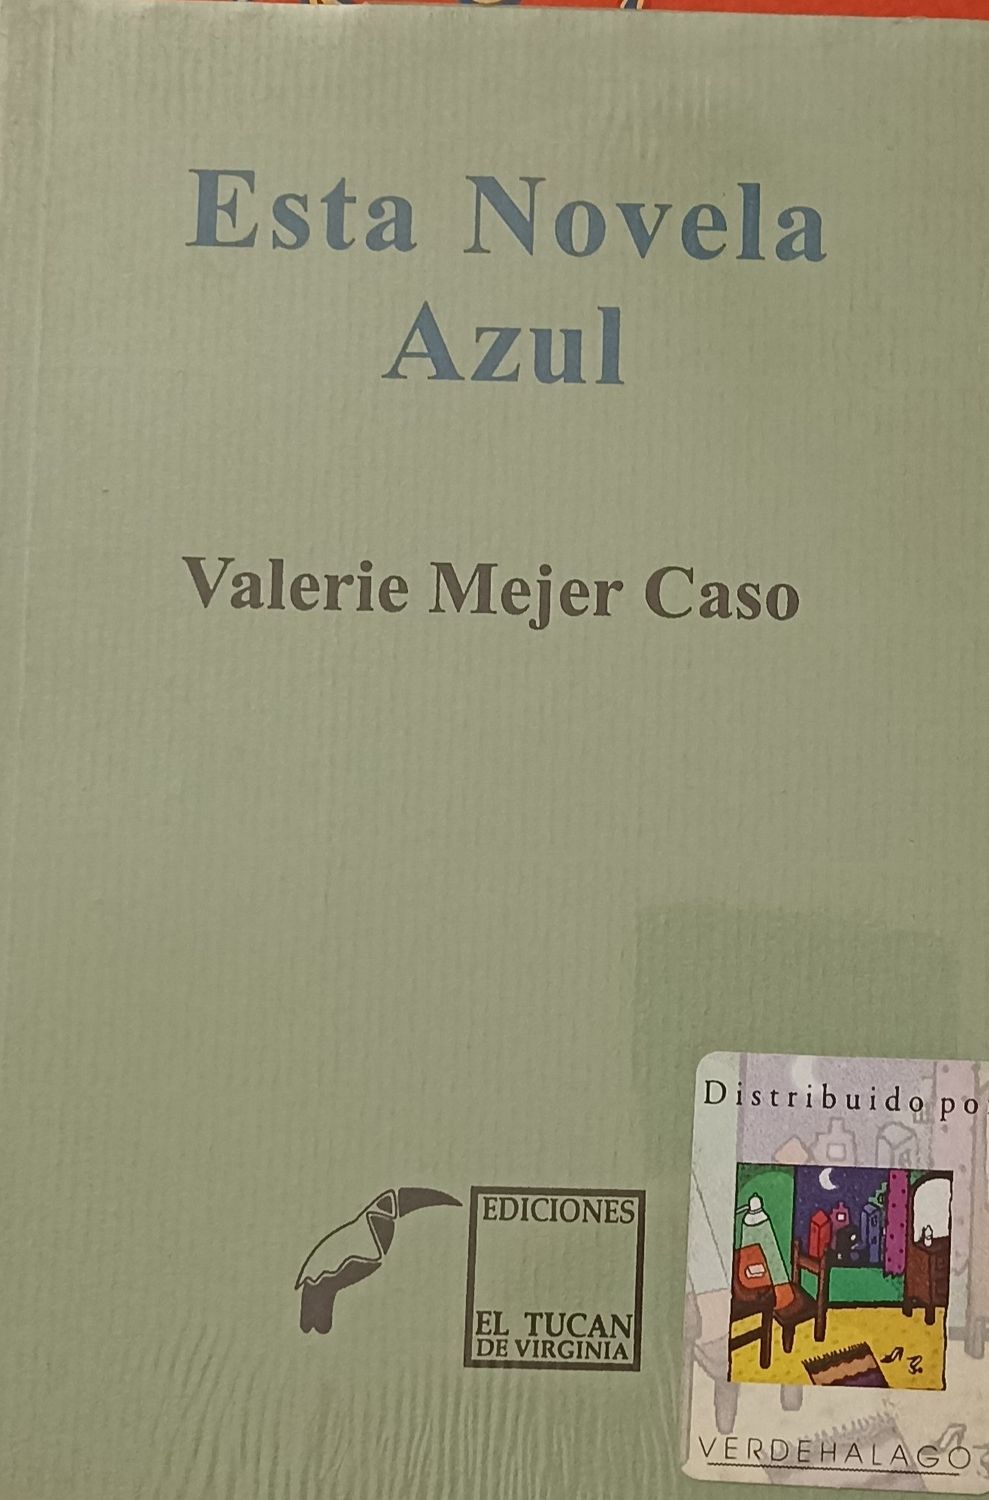 Esta Novela
Azul
Valerie Mejer Caso
EDICIONES
EL TUCAN
DE VIRGINIA
Distribuido po
VERDEHALAGO